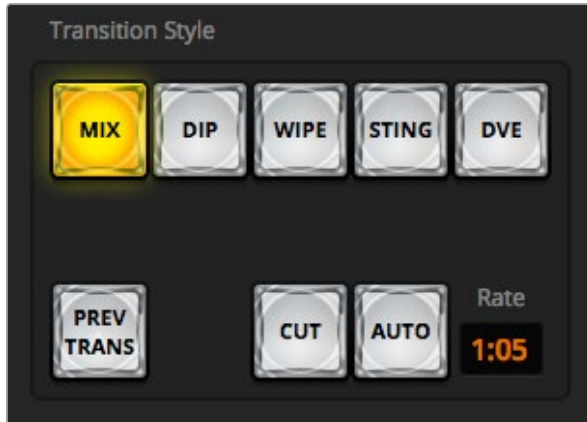 Transition Style
MIX DIP WIPE STING DVE
PREV TRANS CUT AUTO Rate 1:05